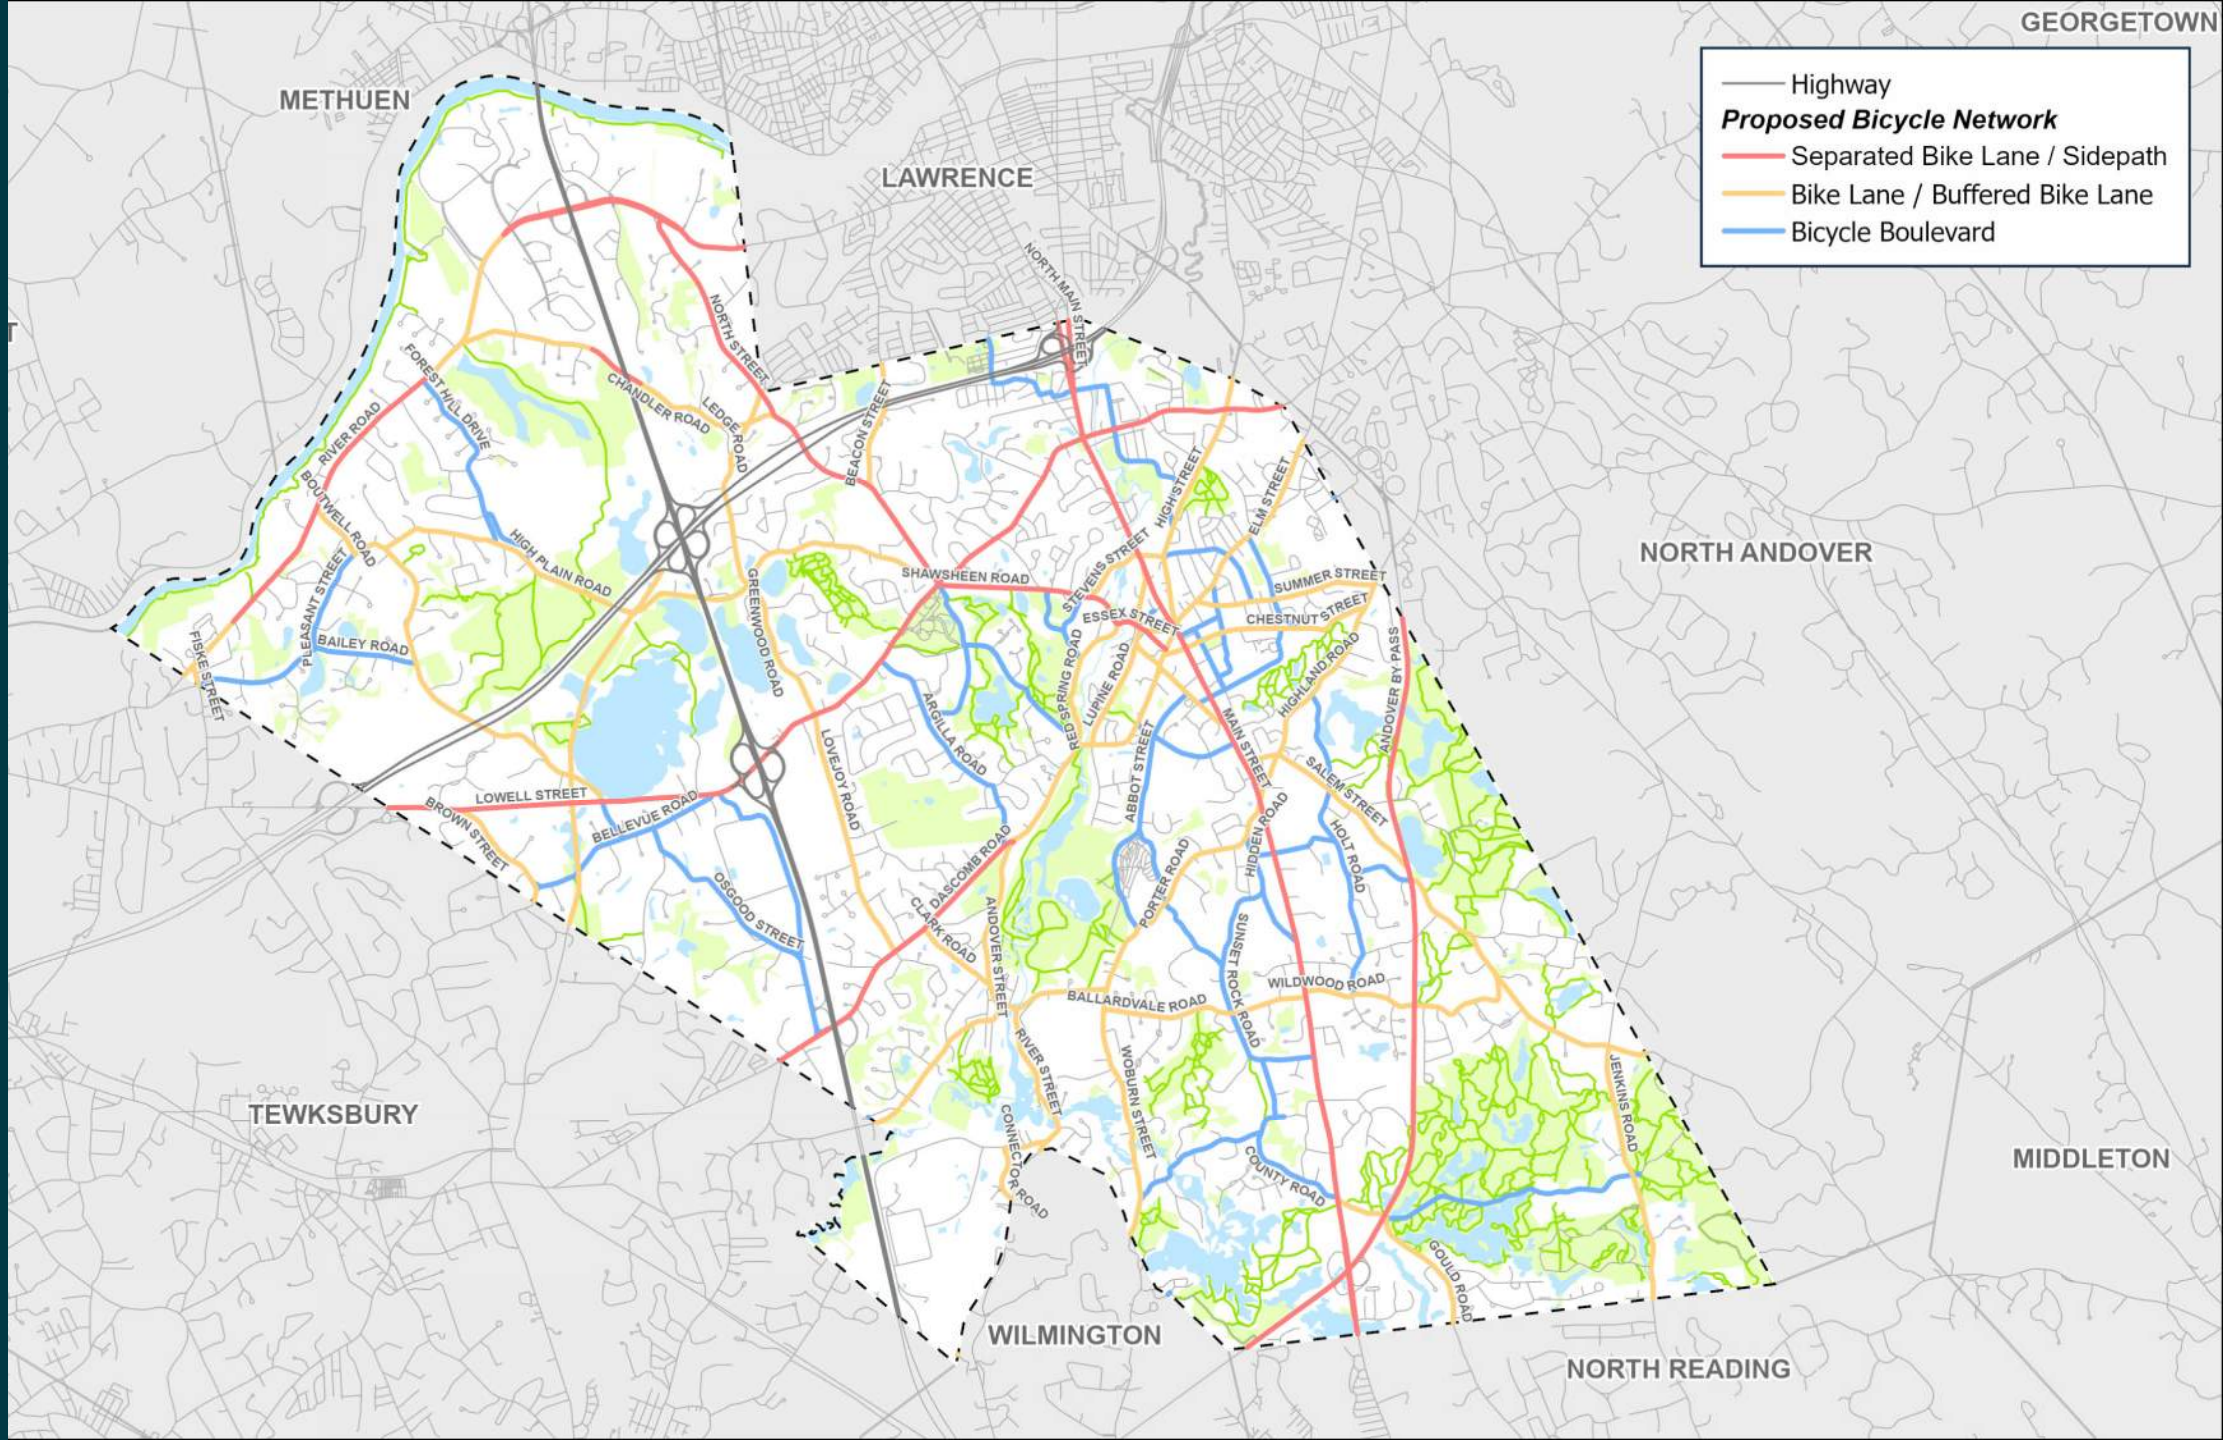 GEORGETOWN
Highway
Proposed Bicycle Network
Separated Bike Lane / Sidepath
Bike Lane / Buffered Bike Lane
Bicycle Boulevard
METHUEN
LAWRENCE
T
NORTH MAIN STREET
NORTH STREET
FOREST HILL DRIVE
CHANDLER ROAD
LEDGE ROAD
BEACON STREET
RIVER ROAD
BOUTWELL ROAD
HIGH STREET
ELM STREET
HIGH PLAIN ROAD
NORTH ANDOVER
PLEASANT STREET
SHAWSHEEN ROAD
STEVENS STREET
SUMMER STREET
GREENWOOD ROAD
ESSEX STREET
CHESTNUT STREET
FISKE STREET
BAILEY ROAD
RED SPRING ROAD
LUPINE ROAD
HIGHLAND ROAD
ANDOVER BY PASS
ARGILLA ROAD
MAIN STREET
ABBOT STREET
LOVEJOY ROAD
SALEM STREET
LOWELL STREET
BROWN STREET
BELLEVUE ROAD
HIDDEN ROAD
HOLT ROAD
DASCOMB ROAD
PORTER ROAD
OSGOOD STREET
CLARK ROAD
ANDOVER STREET
SUNSET ROCK ROAD
WILDWOOD ROAD
BALLARDVALE ROAD
RIVER STREET
WOBURN STREET
JENKINS ROAD
TEWKSBURY
CONNECTOR ROAD
COUNTY ROAD
MIDDLETON
GOULD ROAD
WILMINGTON
NORTH READING